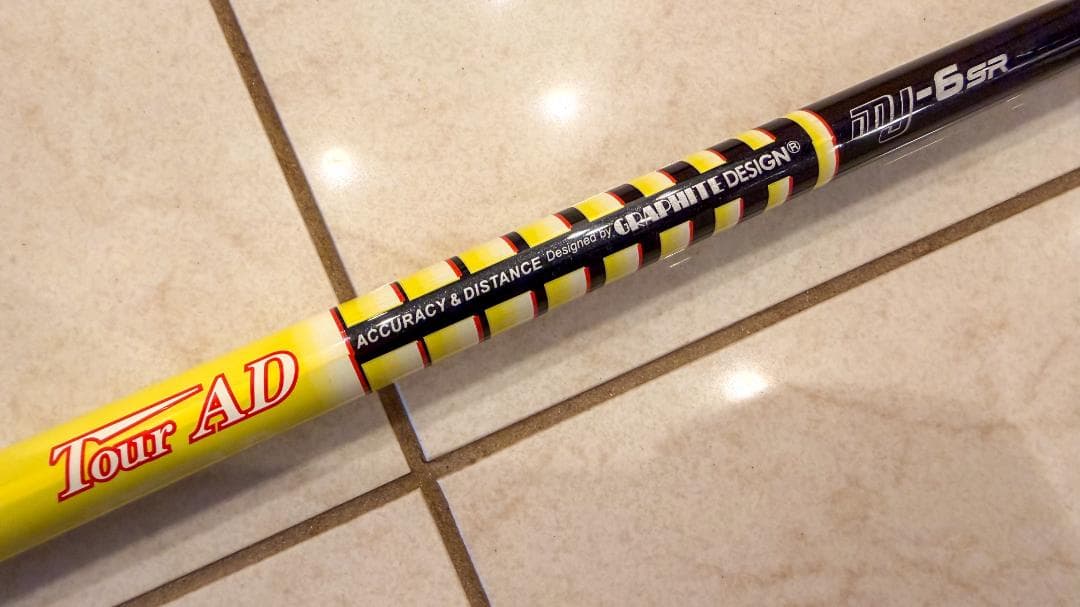 Tour AD
ACCURACY & DISTANCE Designed by GRAPHITE DESIGN®
MJ-6SR